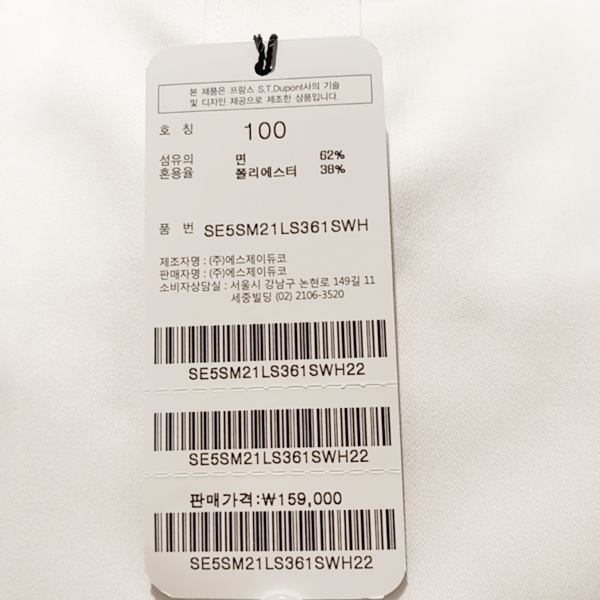 본 제품은 프랑스 S.T.Dupont사의 기술
및 디자인 제공으로 제조한 상품입니다.
호 칭 100
섬유의 면 62%
혼용율 폴리에스터 38%
품 번 SE5SM21LS361SWH
제조자명 : (주)에스제이듀코
판매자명 : (주)에스제이듀코
소비자상담실 : 서울시 강남구 논현로 149길 11
세중빌딩 (02) 2106-3520
SE5SM21LS361SWH22
SE5SM21LS361SWH22
판매가격:₩159,000
SE5SM21LS361SWH22